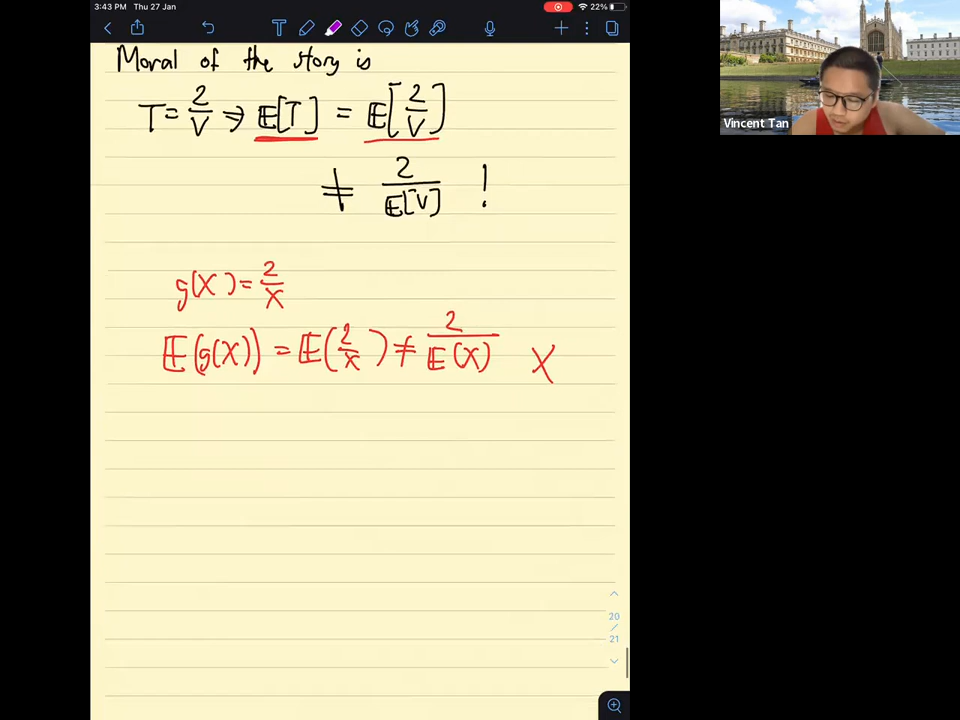 3:43 PM Thu 27 Jan
22%
T
Moral of the story is
T = 2/V ⇒ 𝔼[T] = 𝔼[2/V]
≠ 2/𝔼[V] !
g(X) = 2/X
𝔼(g(X)) = 𝔼(2/X) ≠ 2/𝔼(X) X
20
/
21
Vincent Tan